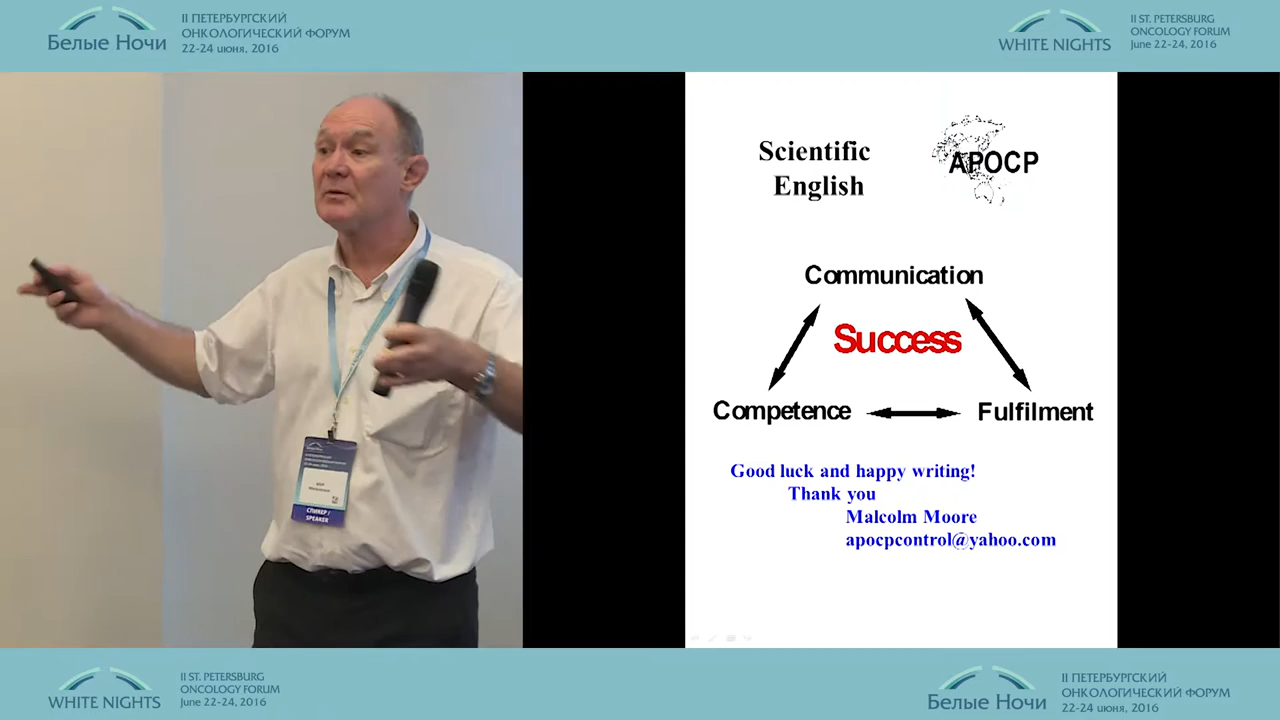 Белые Ночи
II ПЕТЕРБУРГСКИЙ
ОНКОЛОГИЧЕСКИЙ ФОРУМ
22-24 июня, 2016
WHITE NIGHTS
II ST. PETERSBURG
ONCOLOGY FORUM
June 22-24, 2016
Scientific
English
APOCP
Communication
Success
Competence
Fulfilment
Good luck and happy writing!
Thank you
Malcolm Moore
apocpcontrol@yahoo.com
СПИКЕР /
SPEAKER
WHITE NIGHTS
II ST. PETERSBURG
ONCOLOGY FORUM
June 22-24, 2016
Белые Ночи
II ПЕТЕРБУРГСКИЙ
ОНКОЛОГИЧЕСКИЙ ФОРУМ
22-24 июня, 2016